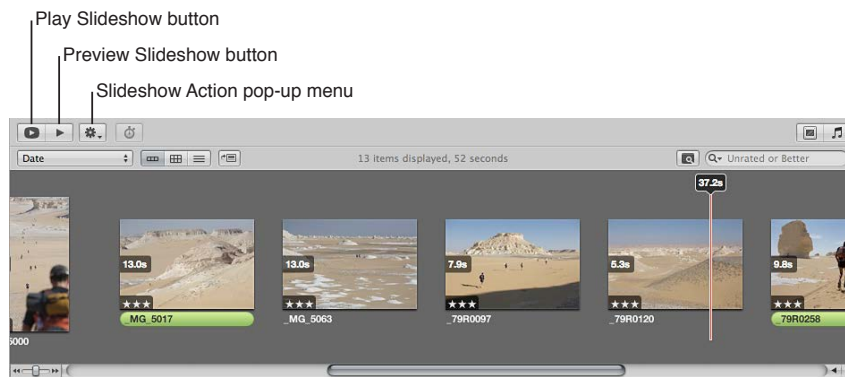 Play Slideshow button
Preview Slideshow button
Slideshow Action pop-up menu
Date
13 items displayed, 52 seconds
Unrated or Better
37.2s
13.0s
13.0s
7.9s
5.3s
9.8s
_MG_5017
_MG_5063
_79R0097
_79R0120
_79R0258
5000